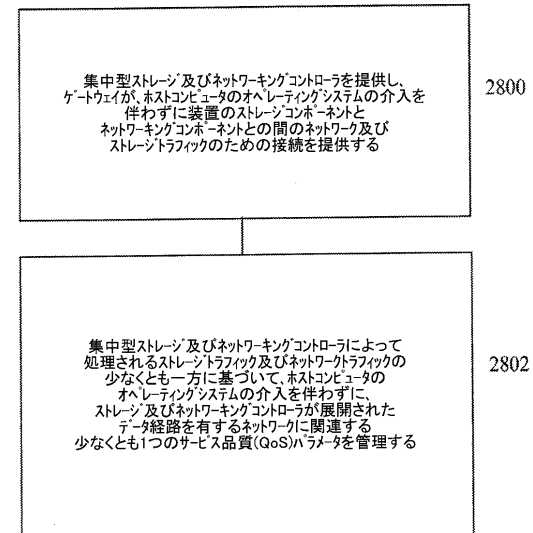 集中型ストレージ及びネットワーキングコントローラを提供し、
ゲートウェイが、ホストコンピュータのオペレーティングシステムの介入を
伴わずに装置のストレージコンポーネントと
ネットワーキングコンポーネントとの間のネットワーク及び
ストレージトラフィックのための接続を提供する
2800
集中型ストレージ及びネットワーキングコントローラによって
処理されるストレージトラフィック及びネットワークトラフィックの
少なくとも一方に基づいて、ホストコンピュータの
オペレーティングシステムの介入を伴わずに、
ストレージ及びネットワーキングコントローラが展開された
データ経路を有するネットワークに関連する
少なくとも1つのサービス品質(QoS)パラメータを管理する
2802